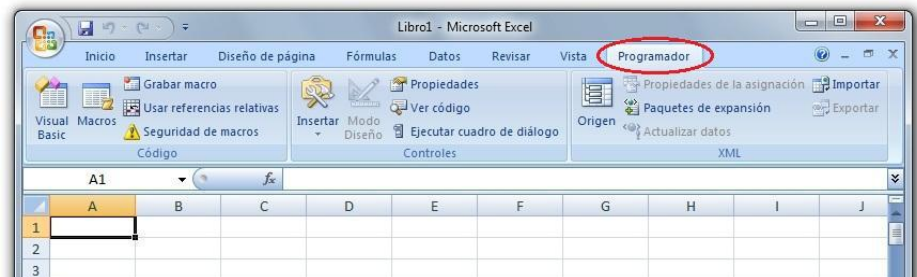 Libro1 - Microsoft Excel
Inicio Insertar Diseño de página Fórmulas Datos Revisar Vista Programador
Visual Basic
Macros
Grabar macro
Usar referencias relativas
Seguridad de macros
Código
Insertar
Modo Diseño
Propiedades
Ver código
Ejecutar cuadro de diálogo
Controles
Origen
Propiedades de la asignación
Paquetes de expansión
Actualizar datos
Importar
Exportar
XML
A1 fx
A B C D E F G H I J
1
2
3